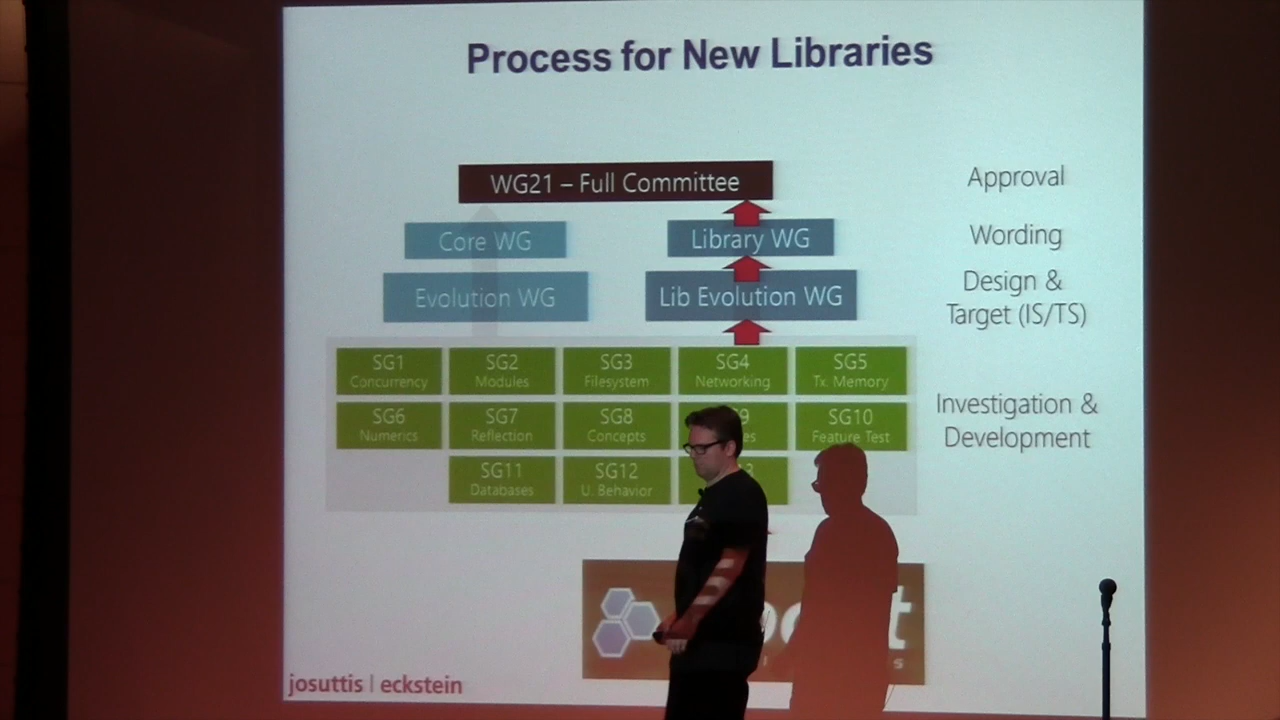 Process for New Libraries
WG21 – Full Committee
Approval
Core WG
Library WG
Wording
Evolution WG
Lib Evolution WG
Design &
Target (IS/TS)
SG1
Concurrency
SG2
Modules
SG3
Filesystem
SG4
Networking
SG5
Tx. Memory
SG6
Numerics
SG7
Reflection
SG8
Concepts
SG10
Feature Test
Investigation &
Development
SG11
Databases
SG12
U. Behavior
josuttis | eckstein